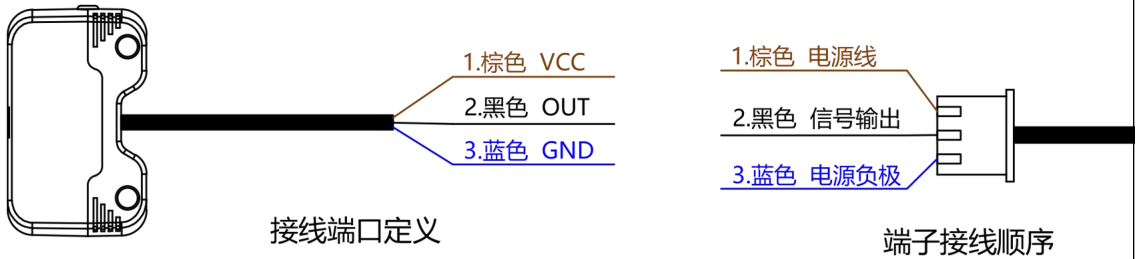 1.棕色 VCC
2.黑色 OUT
3.蓝色 GND
接线端口定义
1.棕色 电源线
2.黑色 信号输出
3.蓝色 电源负极
端子接线顺序